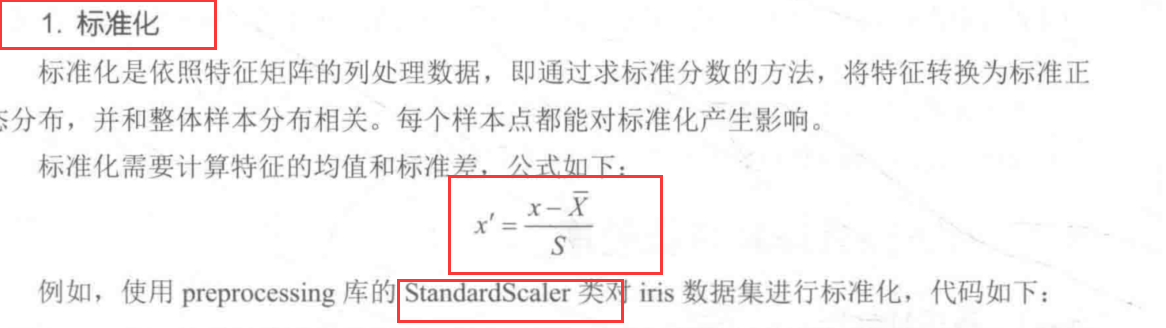 1. 标准化
标准化是依照特征矩阵的列处理数据，即通过求标准分数的方法，将特征转换为标准正
态分布，并和整体样本分布相关。每个样本点都能对标准化产生影响。
标准化需要计算特征的均值和标准差，公式如下：
x′ = (x − X̄) / S
例如，使用 preprocessing 库的 StandardScaler 类对 iris 数据集进行标准化，代码如下：